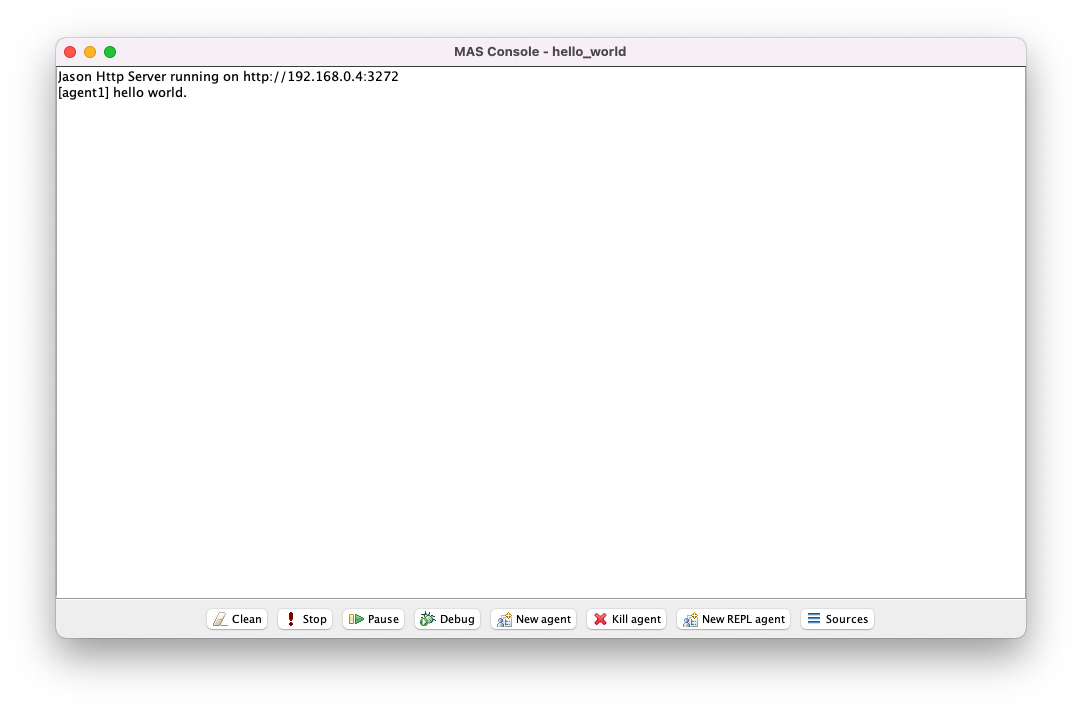 MAS Console - hello_world
Jason Http Server running on http://192.168.0.4:3272
[agent1] hello world.
Clean Stop Pause Debug New agent Kill agent New REPL agent Sources